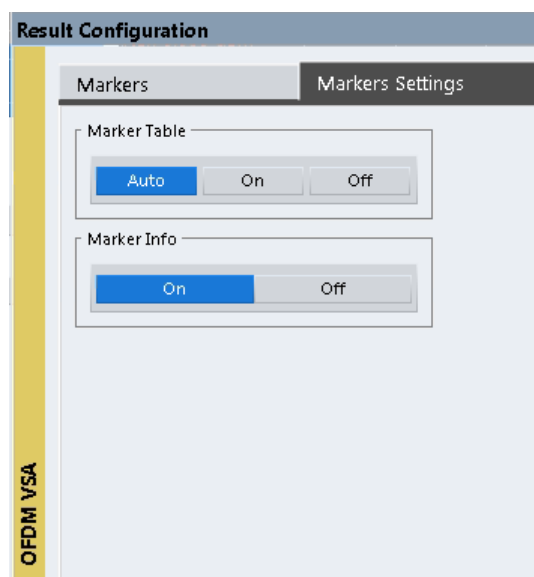 Result Configuration
Markers
Markers Settings
Marker Table
Auto On Off
Marker Info
On Off
OFDM VSA